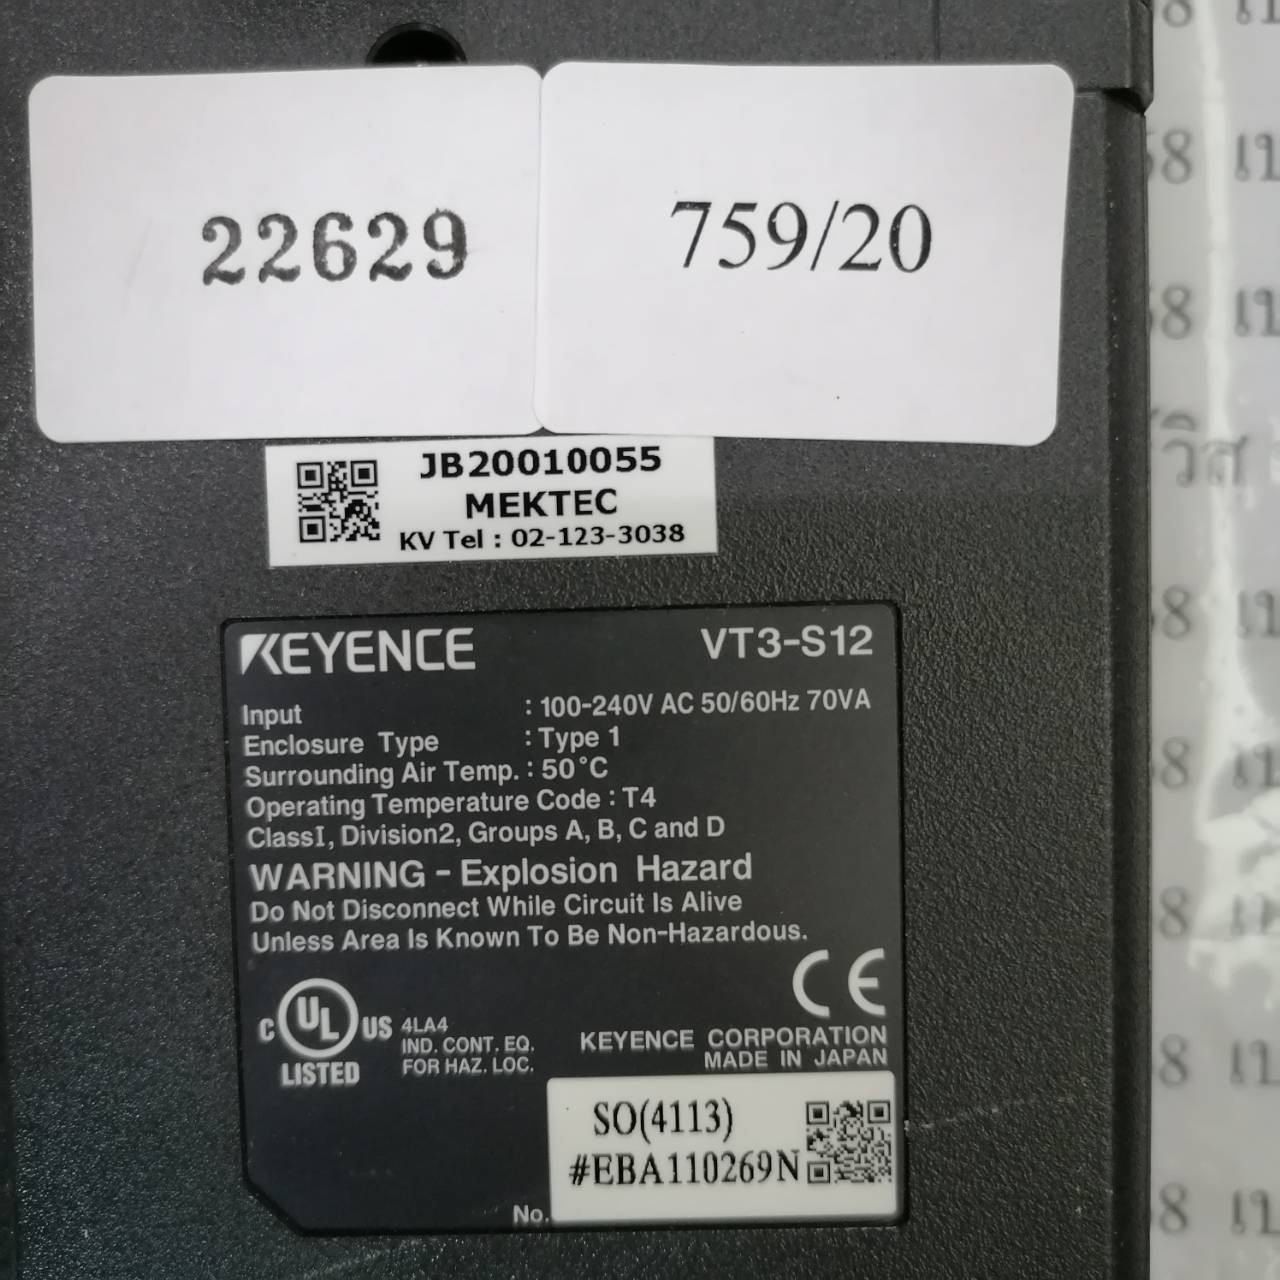 22629
759/20
JB20010055
MEKTEC
KV Tel : 02-123-3038
KEYENCE VT3-S12
Input : 100-240V AC 50/60Hz 70VA
Enclosure Type : Type 1
Surrounding Air Temp. : 50°C
Operating Temperature Code : T4
ClassI, Division2, Groups A, B, C and D
WARNING - Explosion Hazard
Do Not Disconnect While Circuit Is Alive
Unless Area Is Known To Be Non-Hazardous.
CE
C UL US
LISTED
4LA4
IND. CONT. EQ.
FOR HAZ. LOC.
KEYENCE CORPORATION
MADE IN JAPAN
SO(4113)
#EBA110269N
No.